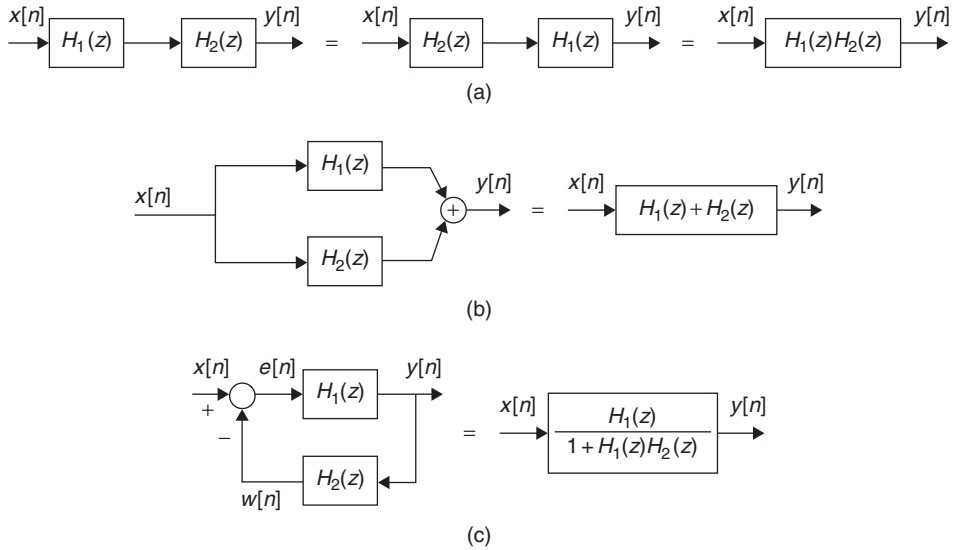 x[n] H₁(z) H₂(z) y[n] = x[n] H₂(z) H₁(z) y[n] = x[n] H₁(z)H₂(z) y[n]
(a)
x[n] H₁(z) H₂(z) + y[n] = x[n] H₁(z) + H₂(z) y[n]
(b)
x[n] + − e[n] H₁(z) y[n] H₂(z) w[n] = x[n] H₁(z) y[n]
1 + H₁(z)H₂(z)
(c)